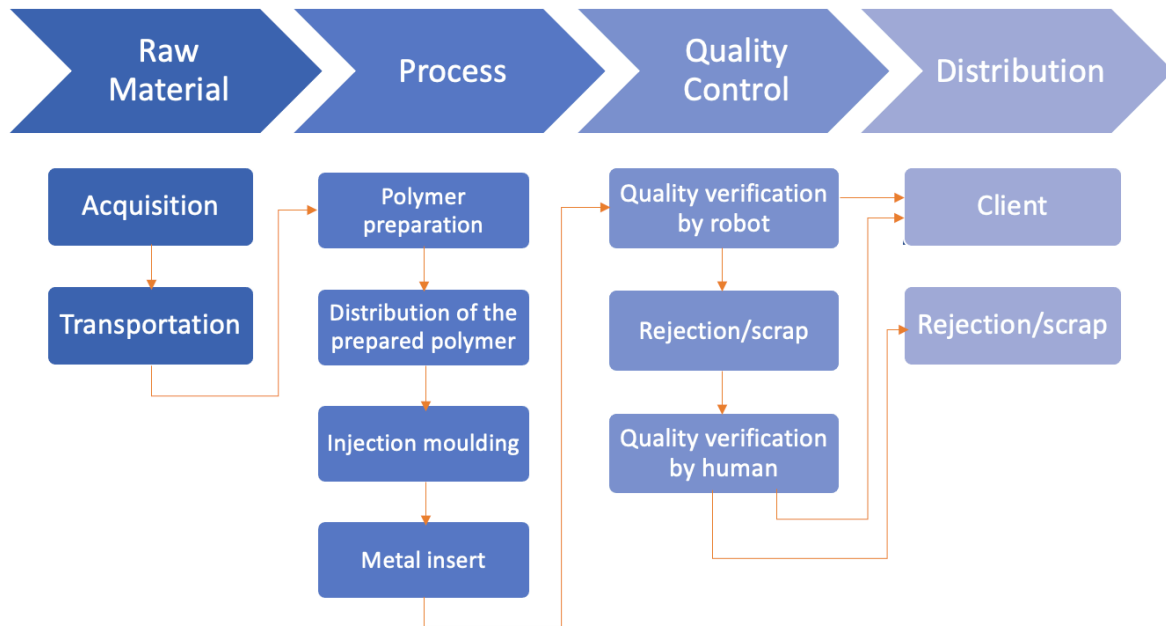 Raw
Material
Process
Quality
Control
Distribution
Acquisition
Transportation
Polymer
preparation
Distribution of the
prepared polymer
Injection moulding
Metal insert
Quality verification
by robot
Rejection/scrap
Quality verification
by human
Client
Rejection/scrap